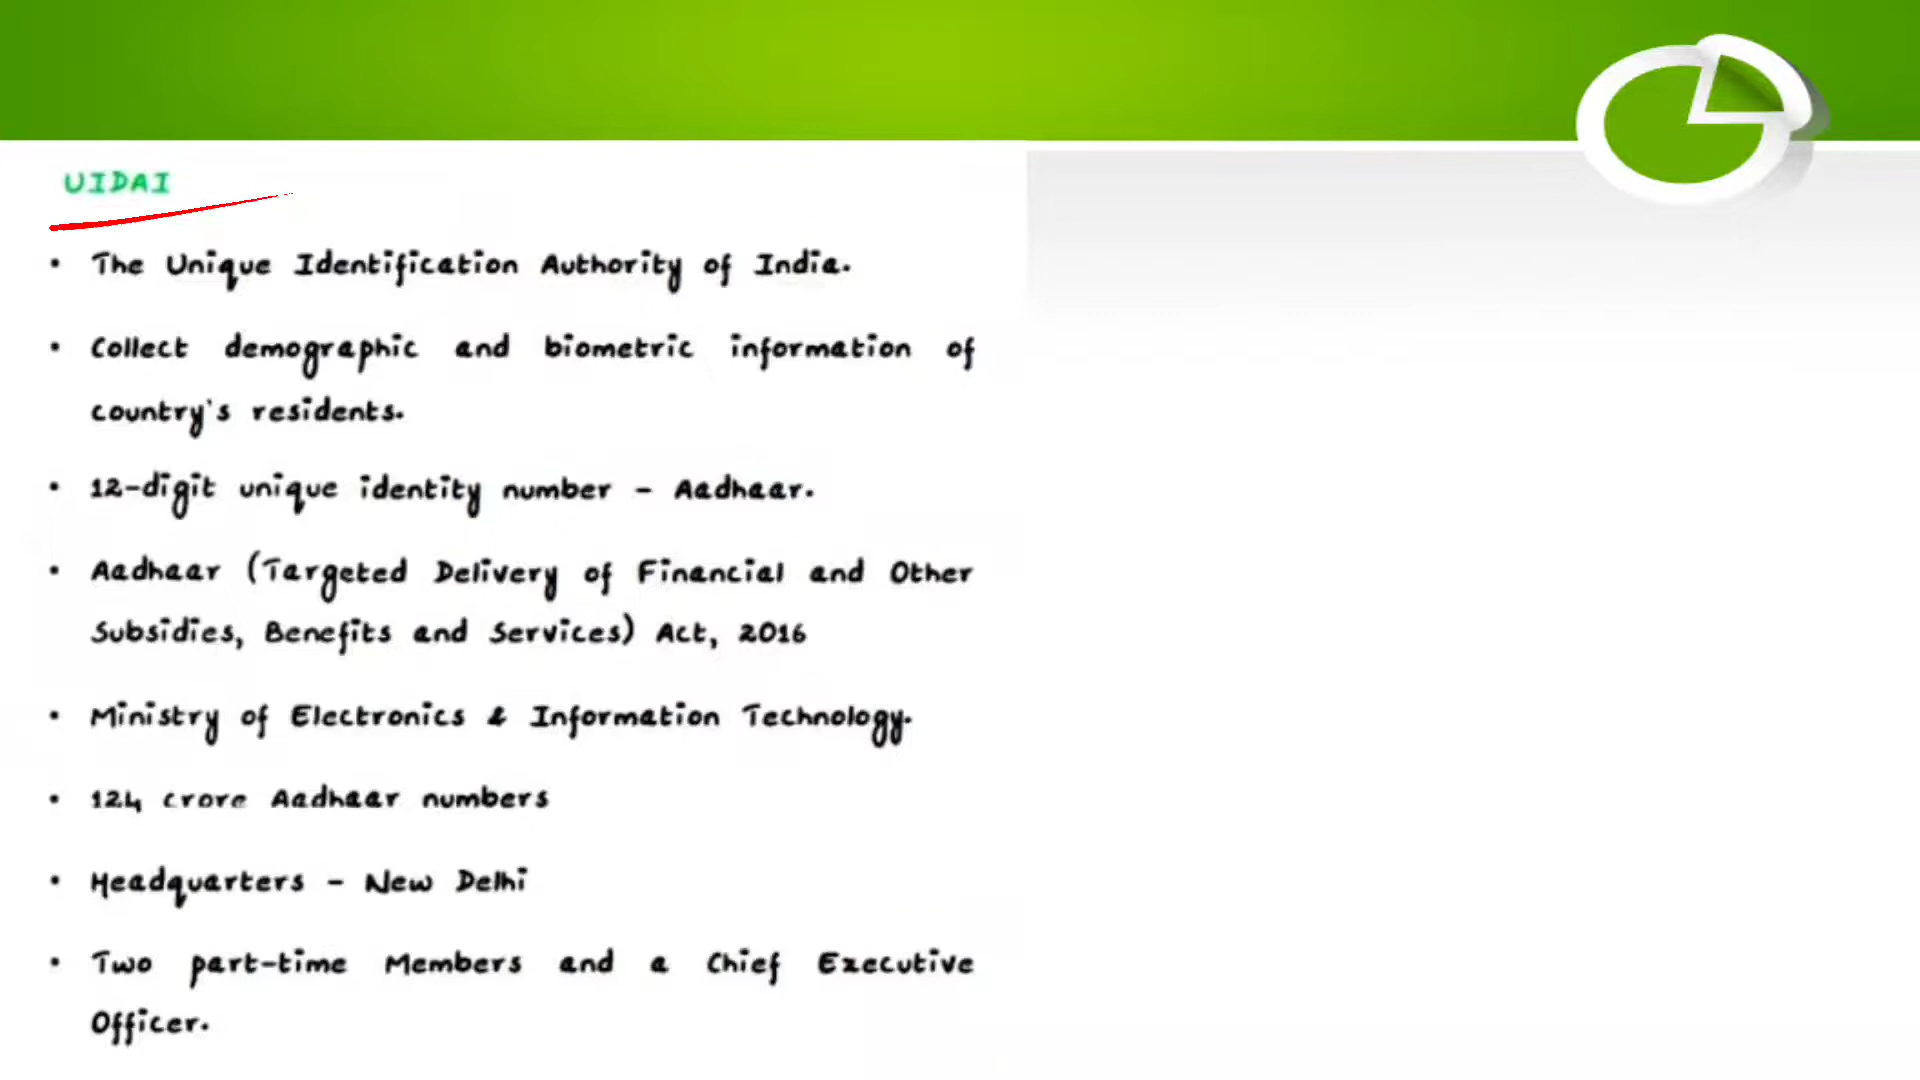 UIDAI
• The Unique Identification Authority of India.
• Collect demographic and biometric information of
country's residents.
• 12-digit unique identity number - Aadhaar.
• Aadhaar (Targeted Delivery of Financial and Other
Subsidies, Benefits and Services) Act, 2016
• Ministry of Electronics & Information Technology.
• 124 crore Aadhaar numbers
• Headquarters - New Delhi
• Two part-time Members and a Chief Executive
Officer.